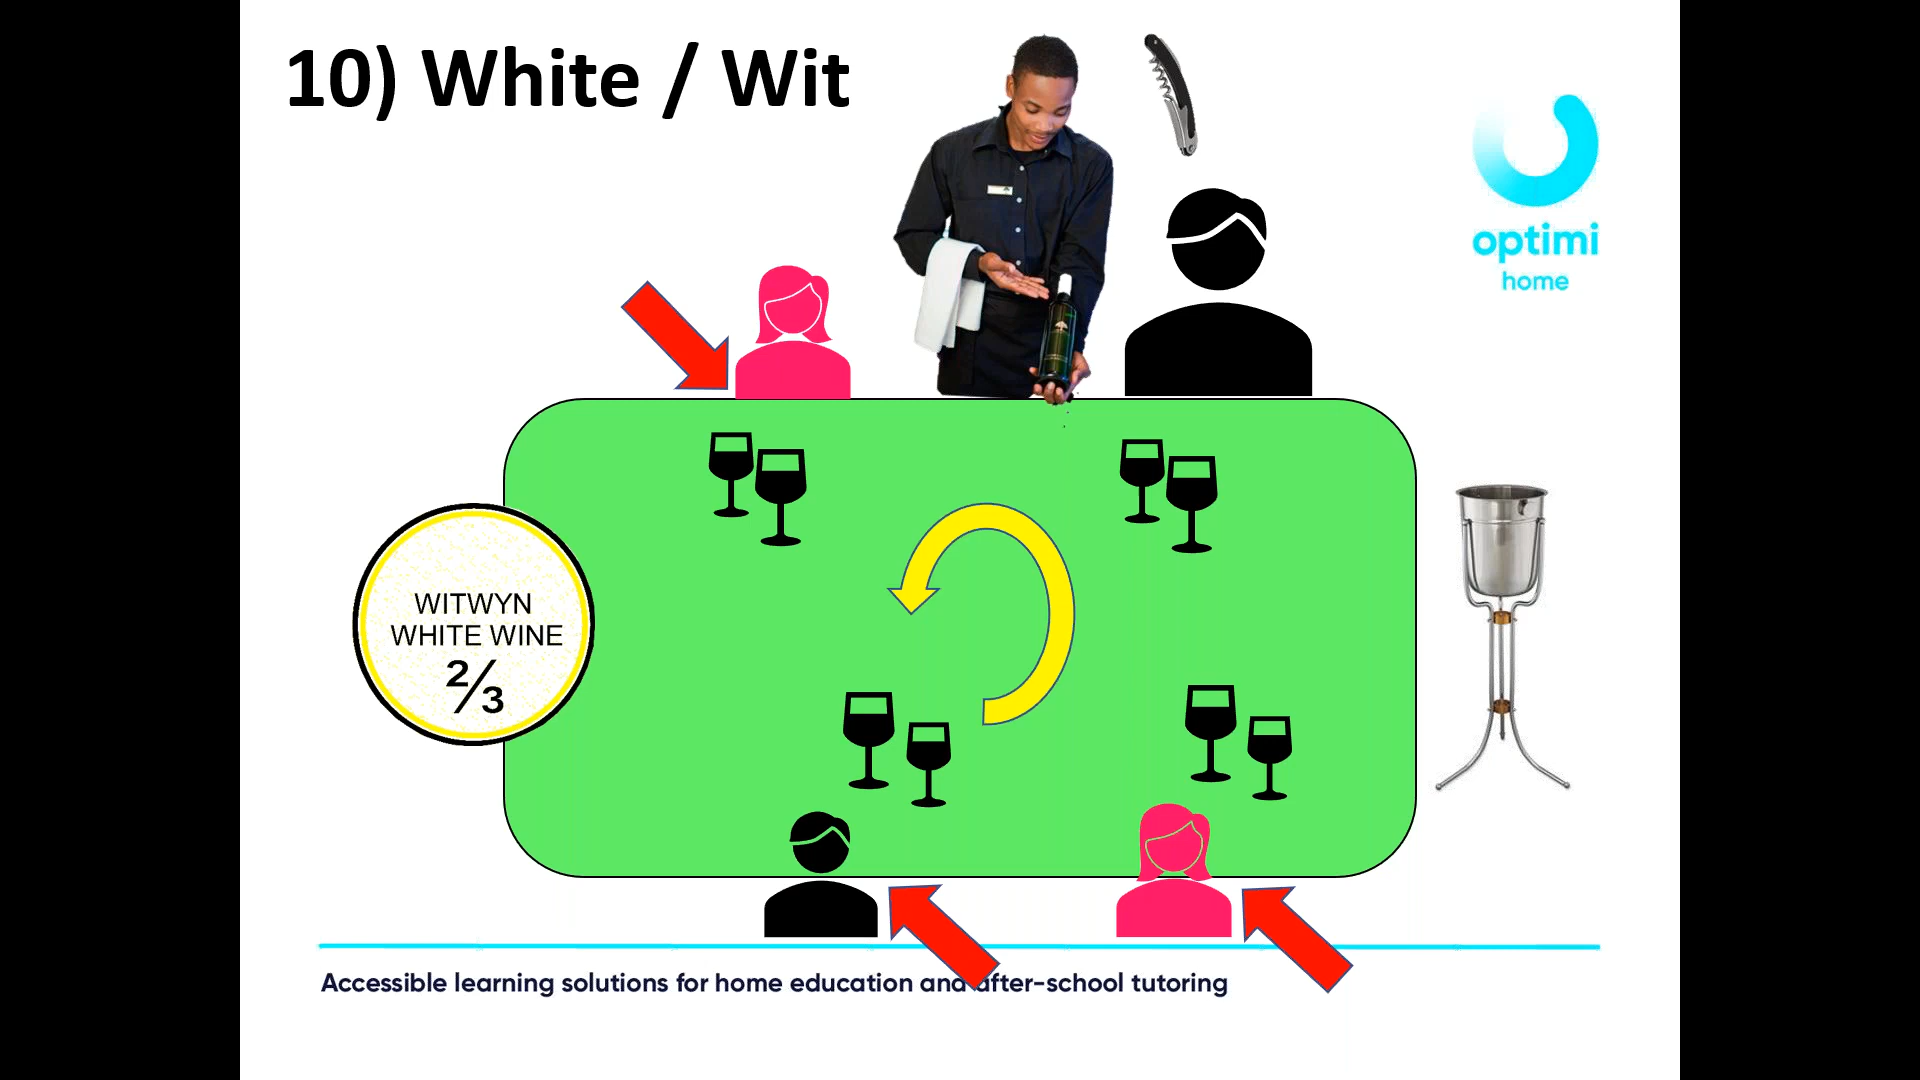 10) White / Wit
optimi
home
WITWYN
WHITE WINE
⅔
Accessible learning solutions for home education and after-school tutoring